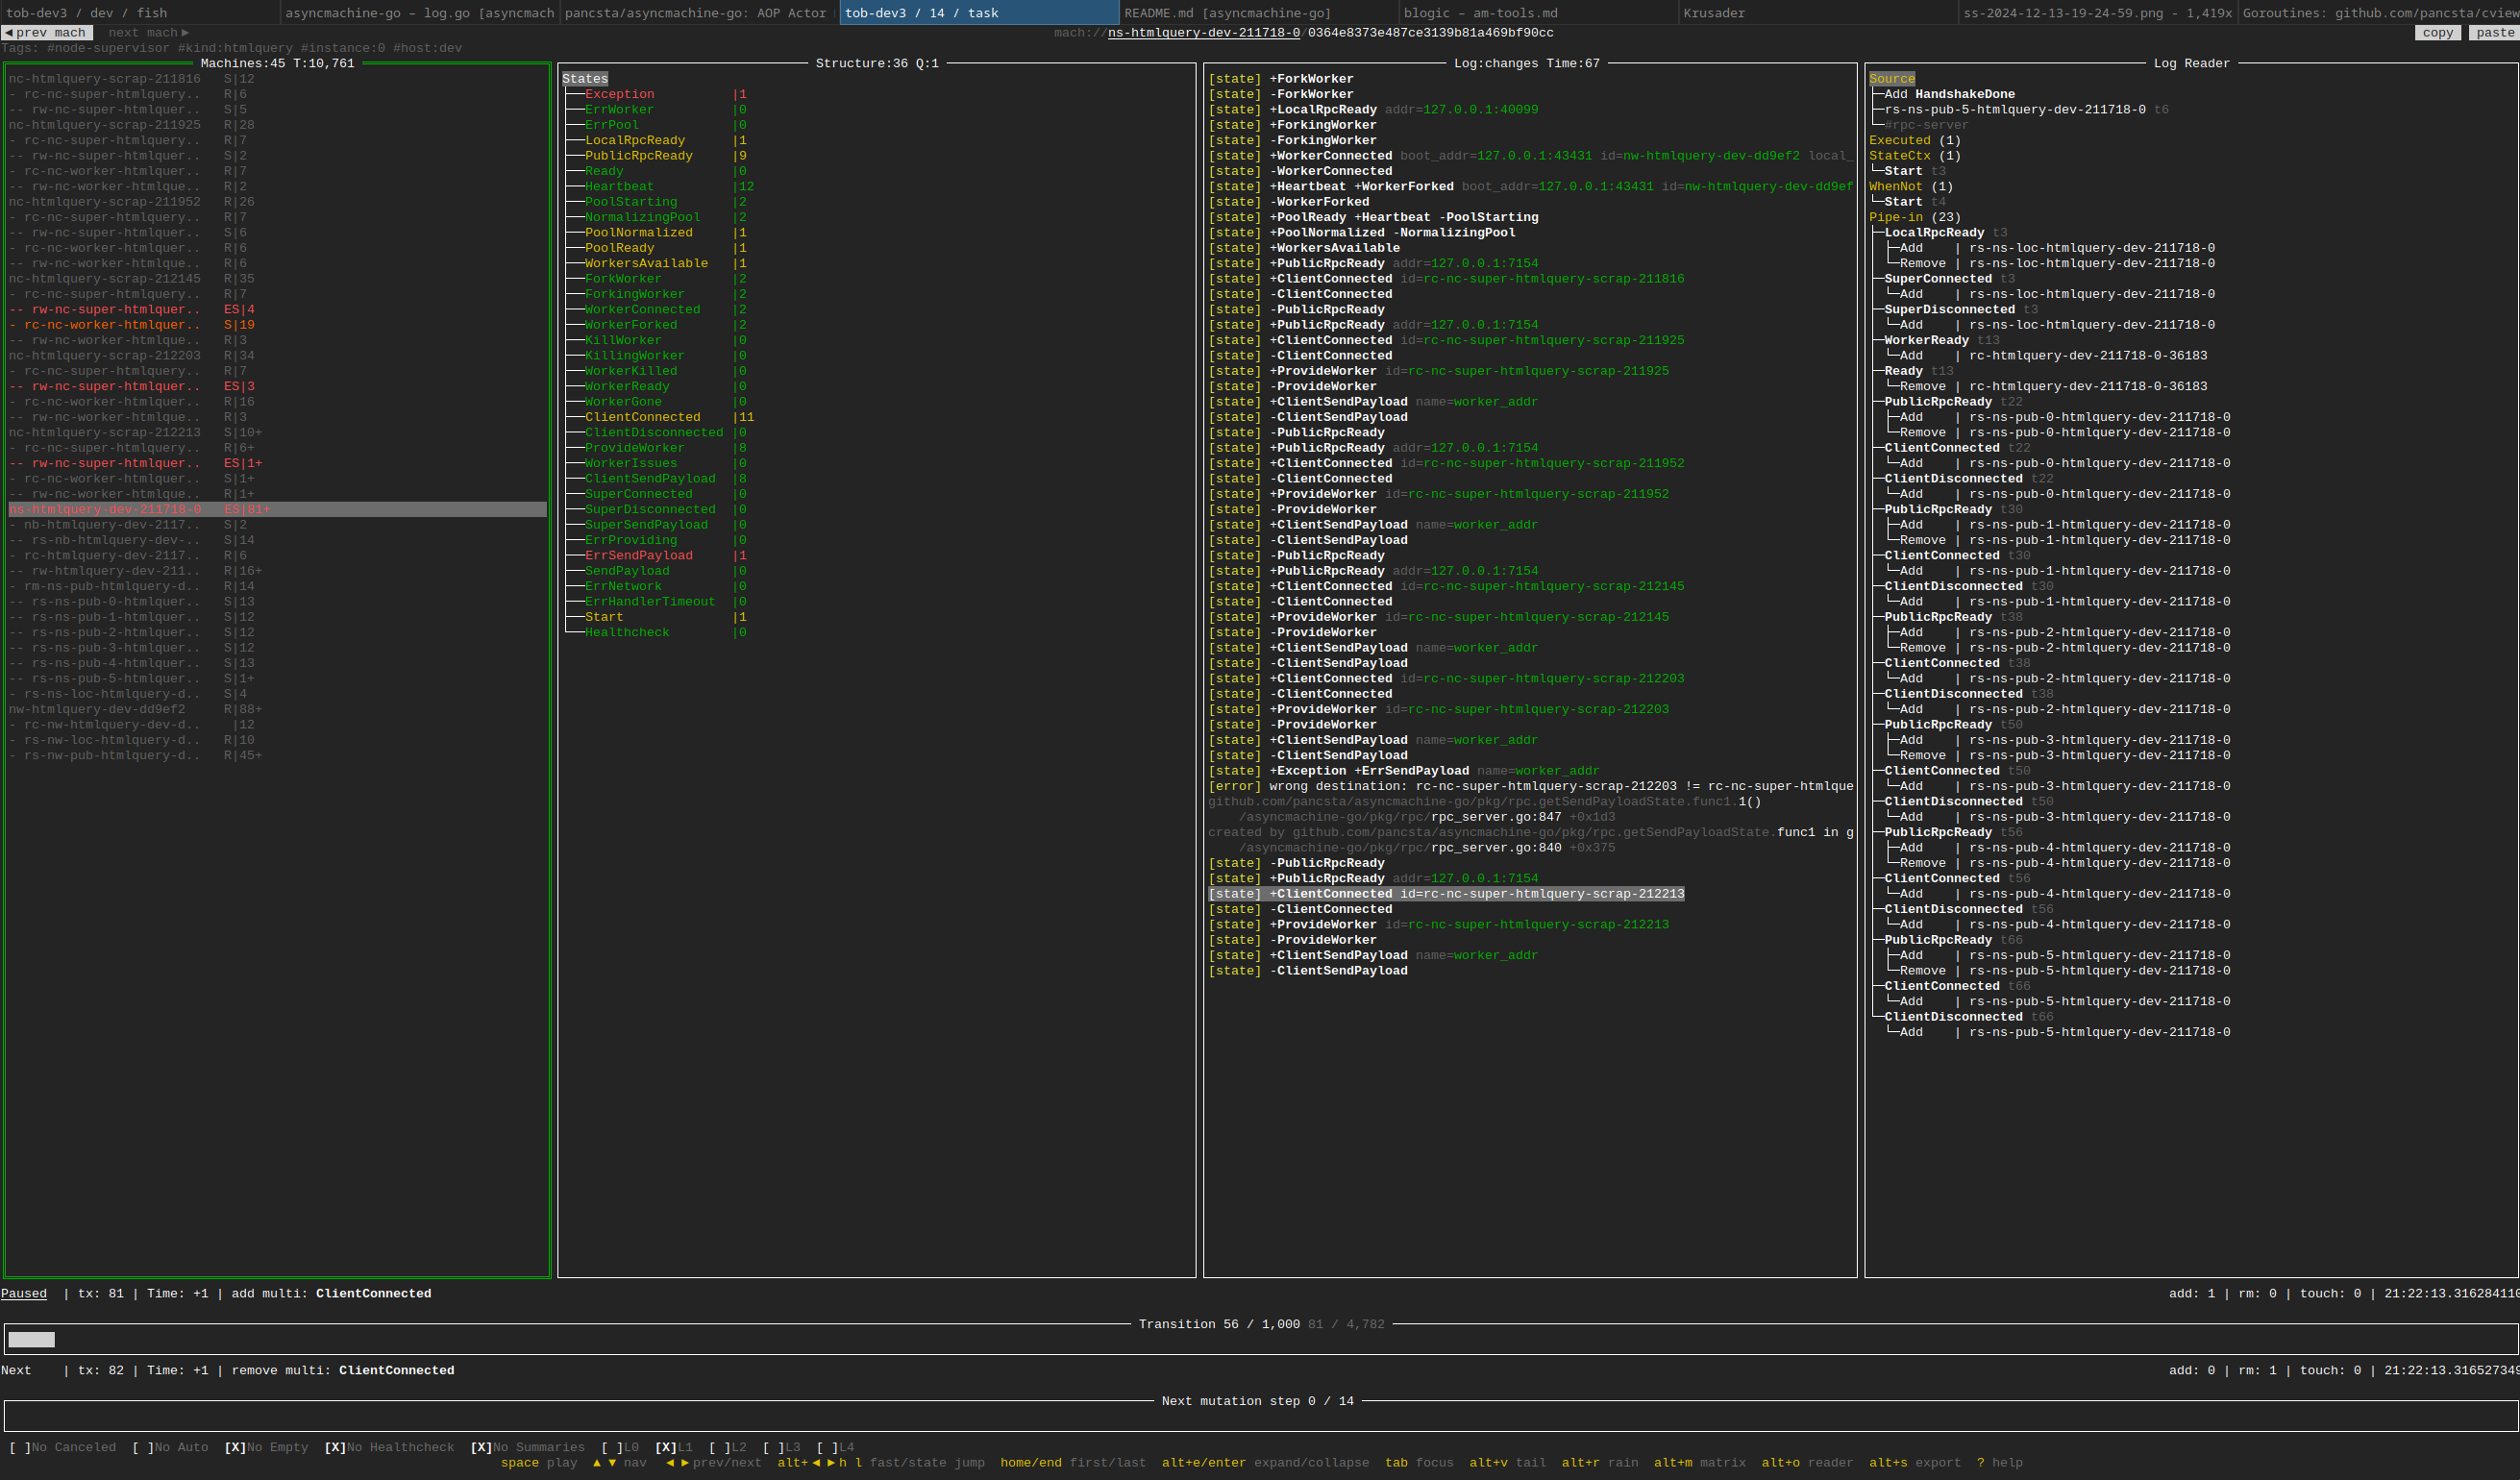 tob-dev3 / dev / fish
asyncmachine-go – log.go [asyncmach
pancsta/asyncmachine-go: AOP Actor
tob-dev3 / 14 / task
README.md [asyncmachine-go]
blogic – am-tools.md
Krusader
ss-2024-12-13-19-24-59.png - 1,419x
Goroutines: github.com/pancsta/cview
◄prev mach  next mach►
mach://ns-htmlquery-dev-211718-0/0364e8373e487ce3139b81a469bf90cc
copy paste
Tags: #node-supervisor #kind:htmlquery #instance:0 #host:dev
Machines:45 T:10,761
nc-htmlquery-scrap-211816 S|12
- rc-nc-super-htmlquery.. R|6
-- rw-nc-super-htmlquer.. S|5
nc-htmlquery-scrap-211925 R|28
- rc-nc-super-htmlquery.. R|7
-- rw-nc-super-htmlquer.. S|2
- rc-nc-worker-htmlquer.. R|7
-- rw-nc-worker-htmlque.. R|2
nc-htmlquery-scrap-211952 R|26
- rc-nc-super-htmlquery.. R|7
-- rw-nc-super-htmlquer.. S|6
- rc-nc-worker-htmlquer.. R|6
-- rw-nc-worker-htmlque.. R|6
nc-htmlquery-scrap-212145 R|35
- rc-nc-super-htmlquery.. R|7
-- rw-nc-super-htmlquer.. ES|4
- rc-nc-worker-htmlquer.. S|19
-- rw-nc-worker-htmlque.. R|3
nc-htmlquery-scrap-212203 R|34
- rc-nc-super-htmlquery.. R|7
-- rw-nc-super-htmlquer.. ES|3
- rc-nc-worker-htmlquer.. R|16
-- rw-nc-worker-htmlque.. R|3
nc-htmlquery-scrap-212213 S|10+
- rc-nc-super-htmlquery.. R|6+
-- rw-nc-super-htmlquer.. ES|1+
- rc-nc-worker-htmlquer.. S|1+
-- rw-nc-worker-htmlque.. R|1+
ns-htmlquery-dev-211718-0 ES|81+
- nb-htmlquery-dev-2117.. S|2
-- rs-nb-htmlquery-dev-.. S|14
- rc-htmlquery-dev-2117.. R|6
-- rw-htmlquery-dev-211.. R|16+
- rm-ns-pub-htmlquery-d.. R|14
-- rs-ns-pub-0-htmlquer.. S|13
-- rs-ns-pub-1-htmlquer.. S|12
-- rs-ns-pub-2-htmlquer.. S|12
-- rs-ns-pub-3-htmlquer.. S|12
-- rs-ns-pub-4-htmlquer.. S|13
-- rs-ns-pub-5-htmlquer.. S|1+
- rs-ns-loc-htmlquery-d.. S|4
nw-htmlquery-dev-dd9ef2 R|88+
- rc-nw-htmlquery-dev-d.. |12
- rs-nw-loc-htmlquery-d.. R|10
- rs-nw-pub-htmlquery-d.. R|45+
Structure:36 Q:1
States
Exception |1
ErrWorker |0
ErrPool |0
LocalRpcReady |1
PublicRpcReady |9
Ready |0
Heartbeat |12
PoolStarting |2
NormalizingPool |2
PoolNormalized |1
PoolReady |1
WorkersAvailable |1
ForkWorker |2
ForkingWorker |2
WorkerConnected |2
WorkerForked |2
KillWorker |0
KillingWorker |0
WorkerKilled |0
WorkerReady |0
WorkerGone |0
ClientConnected |11
ClientDisconnected |0
ProvideWorker |8
WorkerIssues |0
ClientSendPayload |8
SuperConnected |0
SuperDisconnected |0
SuperSendPayload |0
ErrProviding |0
ErrSendPayload |1
SendPayload |0
ErrNetwork |0
ErrHandlerTimeout |0
Start |1
Healthcheck |0
Log:changes Time:67
[state] +ForkWorker
[state] -ForkWorker
[state] +LocalRpcReady addr=127.0.0.1:40099
[state] +ForkingWorker
[state] -ForkingWorker
[state] +WorkerConnected boot_addr=127.0.0.1:43431 id=nw-htmlquery-dev-dd9ef2 local_
[state] -WorkerConnected
[state] +Heartbeat +WorkerForked boot_addr=127.0.0.1:43431 id=nw-htmlquery-dev-dd9ef
[state] -WorkerForked
[state] +PoolReady +Heartbeat -PoolStarting
[state] +PoolNormalized -NormalizingPool
[state] +WorkersAvailable
[state] +PublicRpcReady addr=127.0.0.1:7154
[state] +ClientConnected id=rc-nc-super-htmlquery-scrap-211816
[state] -ClientConnected
[state] -PublicRpcReady
[state] +PublicRpcReady addr=127.0.0.1:7154
[state] +ClientConnected id=rc-nc-super-htmlquery-scrap-211925
[state] -ClientConnected
[state] +ProvideWorker id=rc-nc-super-htmlquery-scrap-211925
[state] -ProvideWorker
[state] +ClientSendPayload name=worker_addr
[state] -ClientSendPayload
[state] -PublicRpcReady
[state] +PublicRpcReady addr=127.0.0.1:7154
[state] +ClientConnected id=rc-nc-super-htmlquery-scrap-211952
[state] -ClientConnected
[state] +ProvideWorker id=rc-nc-super-htmlquery-scrap-211952
[state] -ProvideWorker
[state] +ClientSendPayload name=worker_addr
[state] -ClientSendPayload
[state] -PublicRpcReady
[state] +PublicRpcReady addr=127.0.0.1:7154
[state] +ClientConnected id=rc-nc-super-htmlquery-scrap-212145
[state] -ClientConnected
[state] +ProvideWorker id=rc-nc-super-htmlquery-scrap-212145
[state] -ProvideWorker
[state] +ClientSendPayload name=worker_addr
[state] -ClientSendPayload
[state] +ClientConnected id=rc-nc-super-htmlquery-scrap-212203
[state] -ClientConnected
[state] +ProvideWorker id=rc-nc-super-htmlquery-scrap-212203
[state] -ProvideWorker
[state] +ClientSendPayload name=worker_addr
[state] -ClientSendPayload
[state] +Exception +ErrSendPayload name=worker_addr
[error] wrong destination: rc-nc-super-htmlquery-scrap-212203 != rc-nc-super-htmlque
github.com/pancsta/asyncmachine-go/pkg/rpc.getSendPayloadState.func1.1()
/asyncmachine-go/pkg/rpc/rpc_server.go:847 +0x1d3
created by github.com/pancsta/asyncmachine-go/pkg/rpc.getSendPayloadState.func1 in g
/asyncmachine-go/pkg/rpc/rpc_server.go:840 +0x375
[state] -PublicRpcReady
[state] +PublicRpcReady addr=127.0.0.1:7154
[state] +ClientConnected id=rc-nc-super-htmlquery-scrap-212213
[state] -ClientConnected
[state] +ProvideWorker id=rc-nc-super-htmlquery-scrap-212213
[state] -ProvideWorker
[state] +ClientSendPayload name=worker_addr
[state] -ClientSendPayload
Log Reader
Source
Add HandshakeDone
rs-ns-pub-5-htmlquery-dev-211718-0 t6
#rpc-server
Executed (1)
StateCtx (1)
Start t3
WhenNot (1)
Start t4
Pipe-in (23)
LocalRpcReady t3
Add | rs-ns-loc-htmlquery-dev-211718-0
Remove | rs-ns-loc-htmlquery-dev-211718-0
SuperConnected t3
Add | rs-ns-loc-htmlquery-dev-211718-0
SuperDisconnected t3
Add | rs-ns-loc-htmlquery-dev-211718-0
WorkerReady t13
Add | rc-htmlquery-dev-211718-0-36183
Ready t13
Remove | rc-htmlquery-dev-211718-0-36183
PublicRpcReady t22
Add | rs-ns-pub-0-htmlquery-dev-211718-0
Remove | rs-ns-pub-0-htmlquery-dev-211718-0
ClientConnected t22
Add | rs-ns-pub-0-htmlquery-dev-211718-0
ClientDisconnected t22
Add | rs-ns-pub-0-htmlquery-dev-211718-0
PublicRpcReady t30
Add | rs-ns-pub-1-htmlquery-dev-211718-0
Remove | rs-ns-pub-1-htmlquery-dev-211718-0
ClientConnected t30
Add | rs-ns-pub-1-htmlquery-dev-211718-0
ClientDisconnected t30
Add | rs-ns-pub-1-htmlquery-dev-211718-0
PublicRpcReady t38
Add | rs-ns-pub-2-htmlquery-dev-211718-0
Remove | rs-ns-pub-2-htmlquery-dev-211718-0
ClientConnected t38
Add | rs-ns-pub-2-htmlquery-dev-211718-0
ClientDisconnected t38
Add | rs-ns-pub-2-htmlquery-dev-211718-0
PublicRpcReady t50
Add | rs-ns-pub-3-htmlquery-dev-211718-0
Remove | rs-ns-pub-3-htmlquery-dev-211718-0
ClientConnected t50
Add | rs-ns-pub-3-htmlquery-dev-211718-0
ClientDisconnected t50
Add | rs-ns-pub-3-htmlquery-dev-211718-0
PublicRpcReady t56
Add | rs-ns-pub-4-htmlquery-dev-211718-0
Remove | rs-ns-pub-4-htmlquery-dev-211718-0
ClientConnected t56
Add | rs-ns-pub-4-htmlquery-dev-211718-0
ClientDisconnected t56
Add | rs-ns-pub-4-htmlquery-dev-211718-0
PublicRpcReady t66
Add | rs-ns-pub-5-htmlquery-dev-211718-0
Remove | rs-ns-pub-5-htmlquery-dev-211718-0
ClientConnected t66
Add | rs-ns-pub-5-htmlquery-dev-211718-0
ClientDisconnected t66
Add | rs-ns-pub-5-htmlquery-dev-211718-0
Paused | tx: 81 | Time: +1 | add multi: ClientConnected
add: 1 | rm: 0 | touch: 0 | 21:22:13.316284110
Transition 56 / 1,000 81 / 4,782
Next | tx: 82 | Time: +1 | remove multi: ClientConnected
add: 0 | rm: 1 | touch: 0 | 21:22:13.316527349
Next mutation step 0 / 14
[ ]No Canceled [ ]No Auto [X]No Empty [X]No Healthcheck [X]No Summaries [ ]L0 [X]L1 [ ]L2 [ ]L3 [ ]L4
space play ▲ ▼ nav ◄ ►prev/next alt+◄ ►h l fast/state jump home/end first/last alt+e/enter expand/collapse tab focus alt+v tail alt+r rain alt+m matrix alt+o reader alt+s export ? help